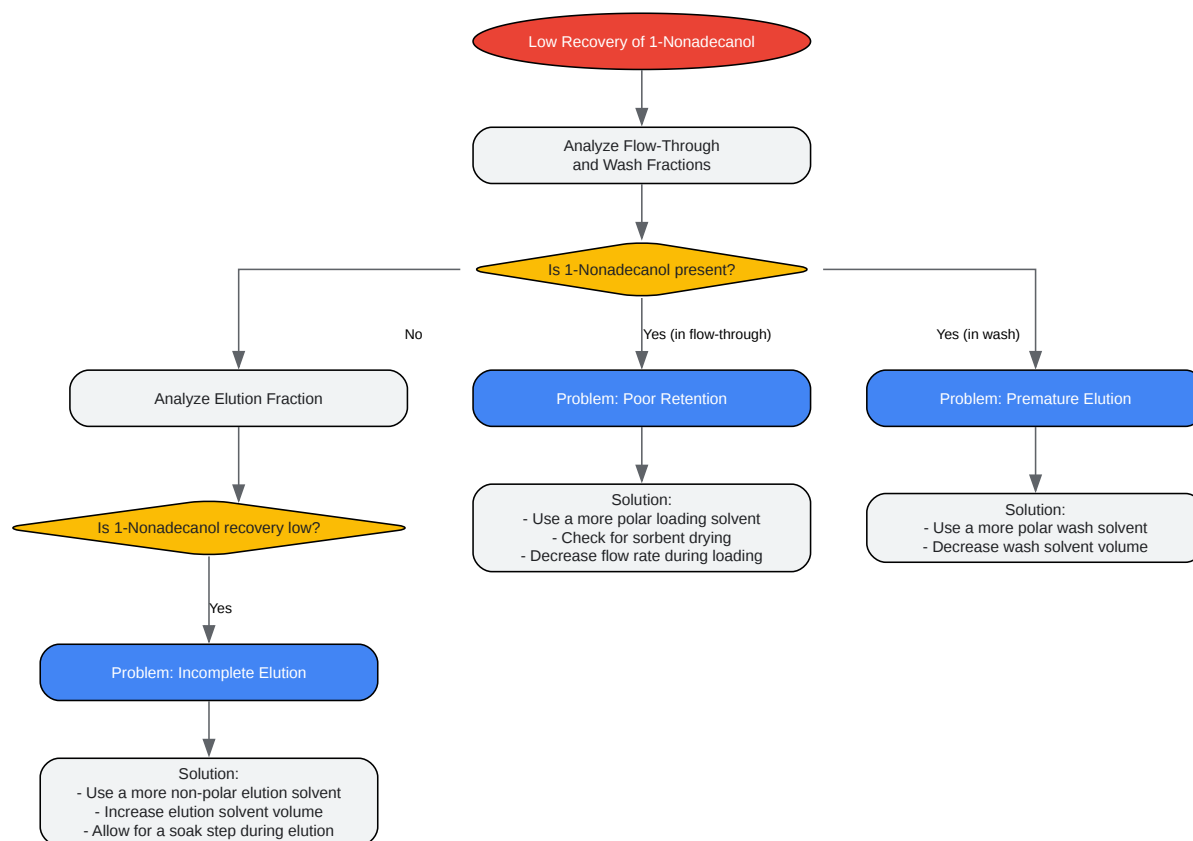 Low Recovery of 1-Nonadecanol
Analyze Flow-Through
and Wash Fractions
Is 1-Nonadecanol present?
No
Yes (in flow-through)
Yes (in wash)
Analyze Elution Fraction
Problem: Poor Retention
Problem: Premature Elution
Solution:
- Use a more polar loading solvent
- Check for sorbent drying
- Decrease flow rate during loading
Solution:
- Use a more polar wash solvent
- Decrease wash solvent volume
Is 1-Nonadecanol recovery low?
Yes
Problem: Incomplete Elution
Solution:
- Use a more non-polar elution solvent
- Increase elution solvent volume
- Allow for a soak step during elution